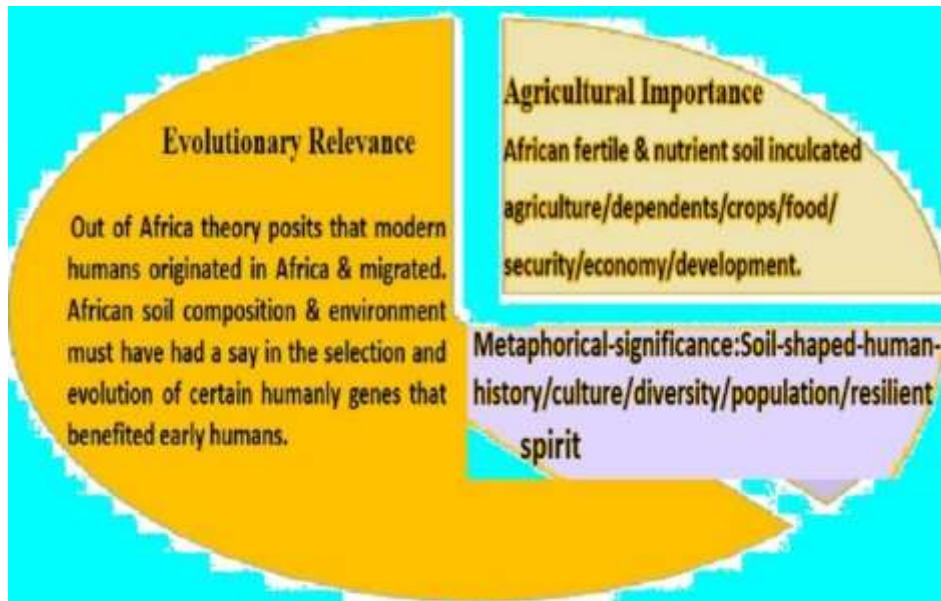 Evolutionary Relevance
Out of Africa theory posits that modern
humans originated in Africa & migrated.
African soil composition & environment
must have had a say in the selection and
evolution of certain humanly genes that
benefited early humans.
Agricultural Importance
African fertile & nutrient soil inculcated
agriculture/dependents/crops/food/
security/economy/development.
Metaphorical-significance:Soil-shaped-human-
history/culture/diversity/population/resilient
spirit